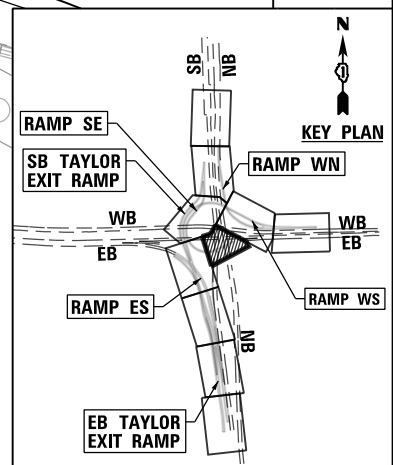 SB
NB
N
KEY PLAN
RAMP SE
SB TAYLOR
EXIT RAMP
RAMP WN
WB
EB
WB
EB
RAMP ES
RAMP WS
NB
EB TAYLOR
EXIT RAMP